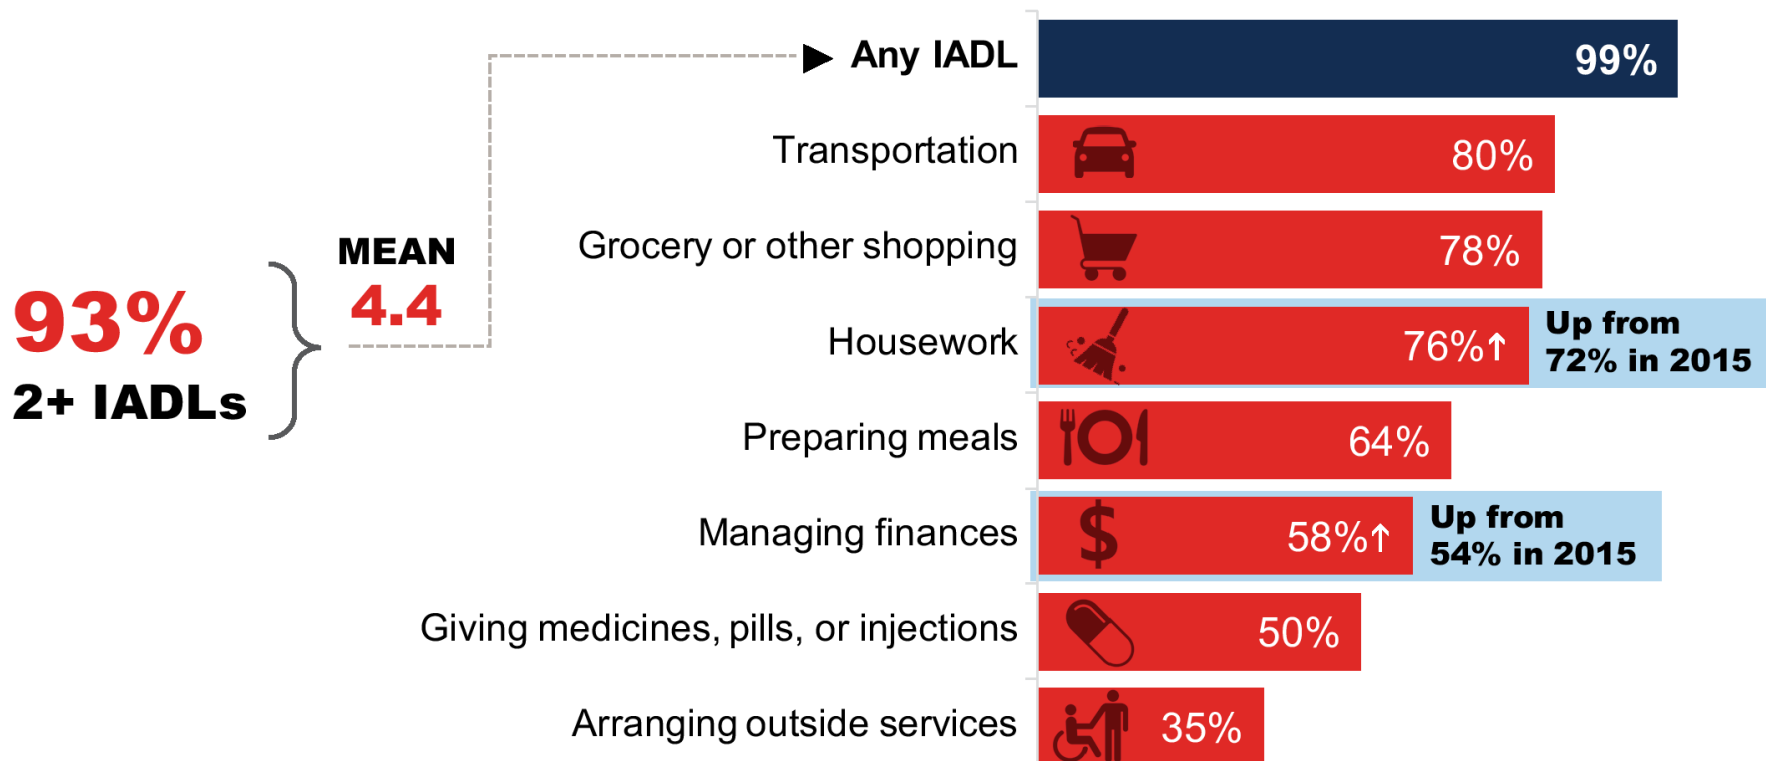 Any IADL
99%
Transportation
80%
Grocery or other shopping
78%
MEAN
4.4
93%
2+ IADLs
Housework
76%↑
Up from
72% in 2015
Preparing meals
64%
Managing finances
$
58%↑
Up from
54% in 2015
Giving medicines, pills, or injections
50%
Arranging outside services
35%